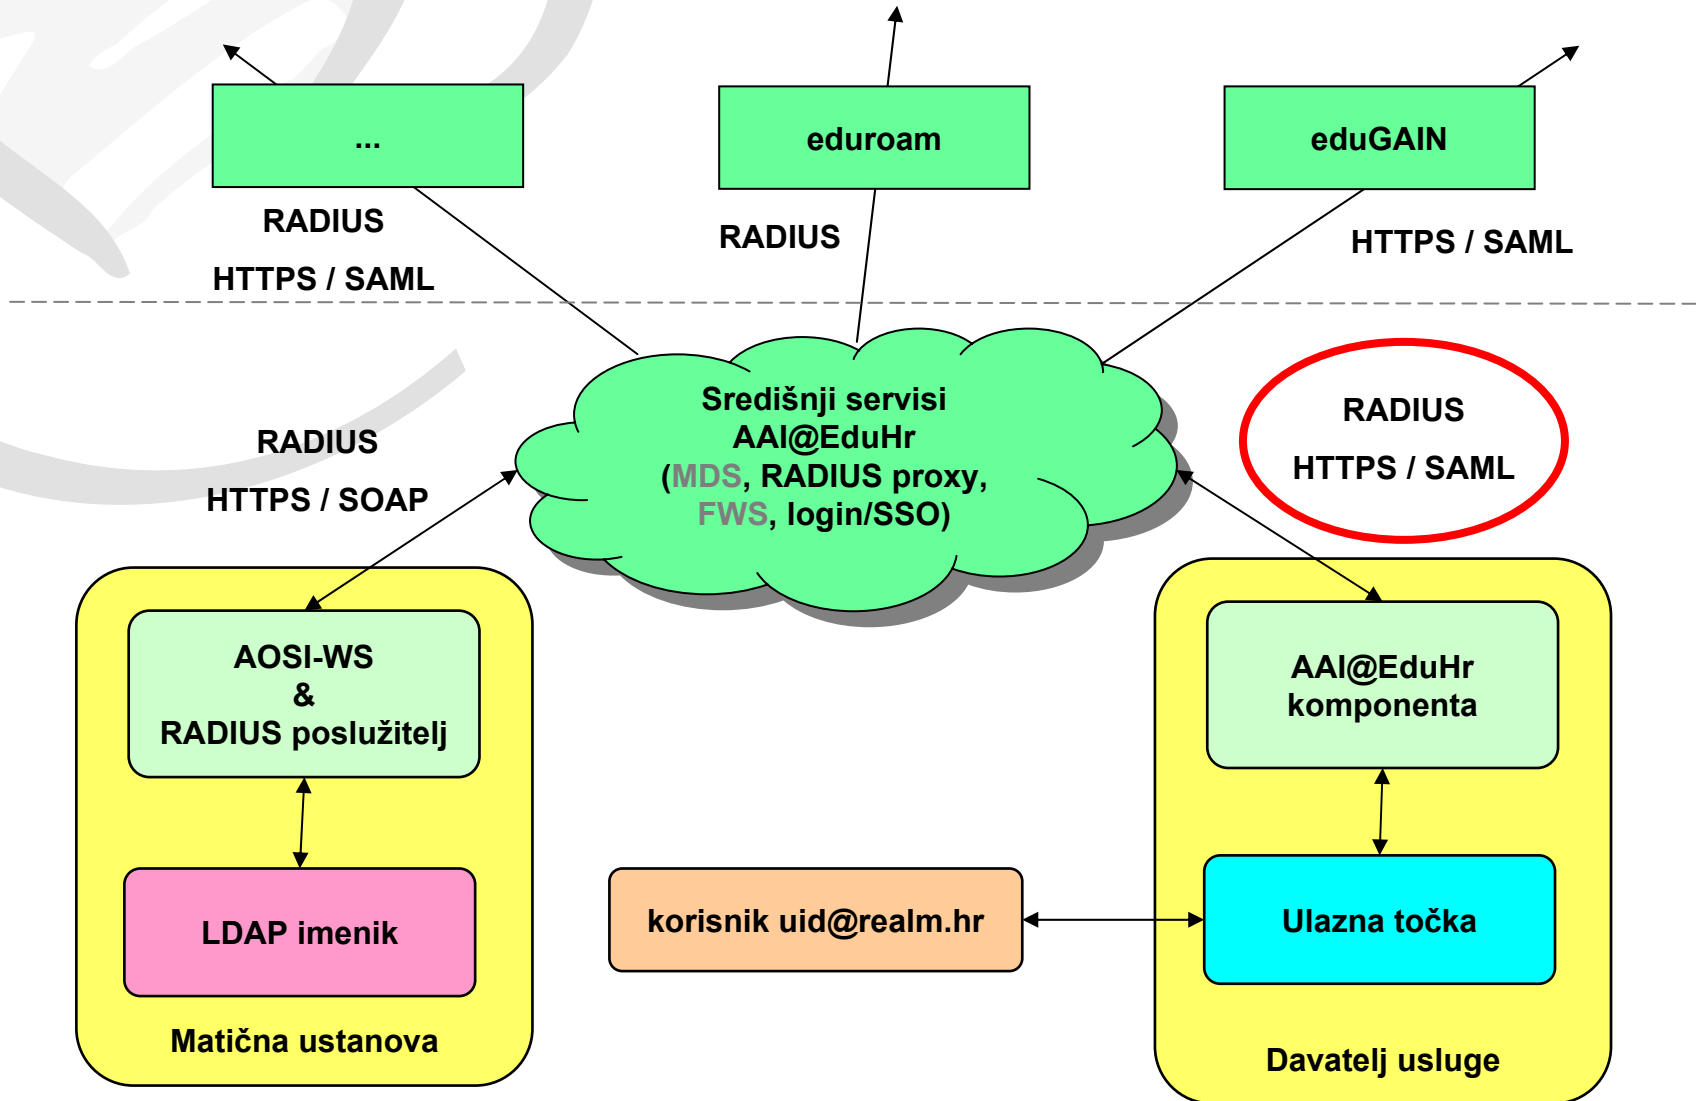 ...
eduroam
eduGAIN
RADIUS
HTTPS / SAML
RADIUS
HTTPS / SAML
Središnji servisi
AAI@EduHr
(MDS, RADIUS proxy,
FWS, login/SSO)
RADIUS
HTTPS / SOAP
RADIUS
HTTPS / SAML
AOSI-WS
&
RADIUS poslužitelj
LDAP imenik
Matična ustanova
korisnik uid@realm.hr
AAI@EduHr
komponenta
Ulazna točka
Davatelj usluge